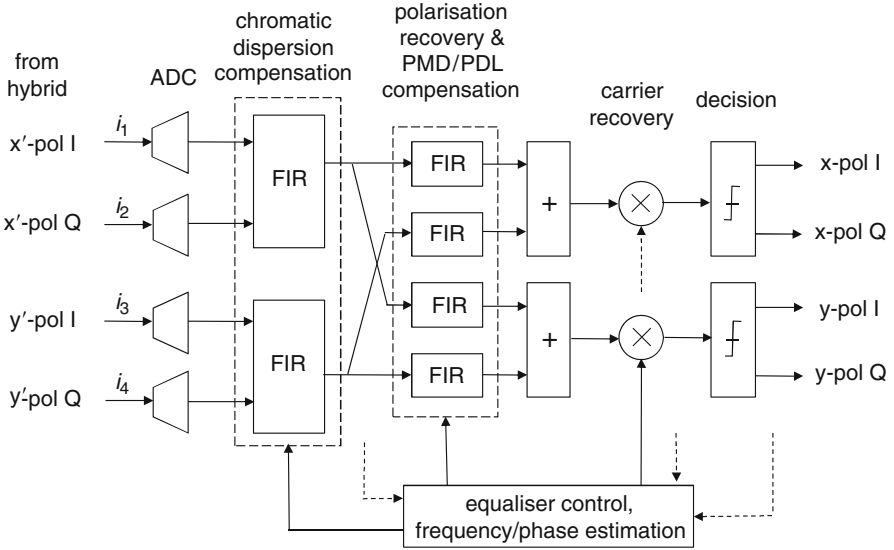 chromatic
dispersion
compensation
polarisation
recovery &
PMD/PDL
compensation
from
hybrid
ADC
carrier
recovery
decision
x′-pol I
i1
FIR
FIR
x-pol I
x′-pol Q
i2
FIR
+
×
x-pol Q
y′-pol I
i3
FIR
FIR
y-pol I
y′-pol Q
i4
FIR
+
×
y-pol Q
equaliser control,
frequency/phase estimation